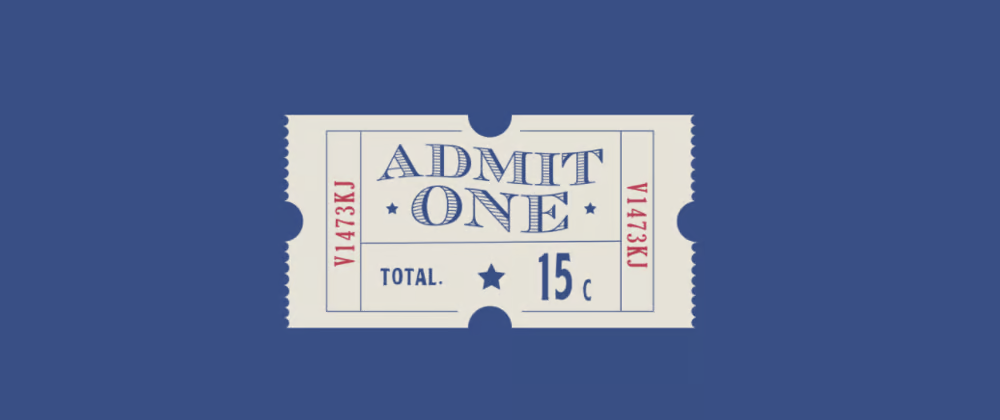 ADMIT
ONE
V1473KJ
V1473KJ
TOTAL.
15 C